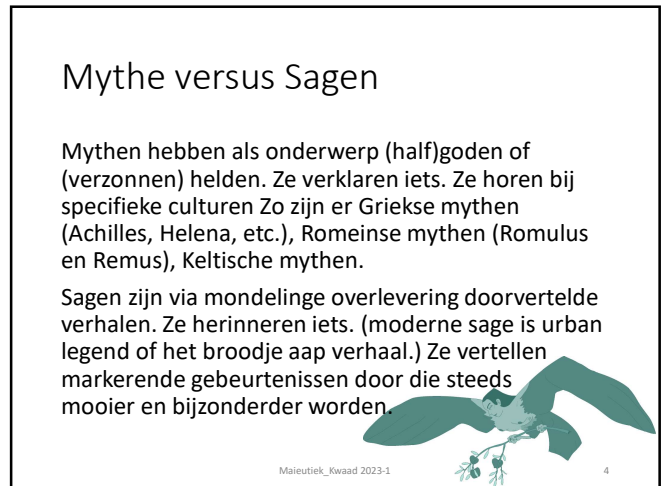 Mythe versus Sagen
Mythen hebben als onderwerp (half)goden of
(verzonnen) helden. Ze verklaren iets. Ze horen bij
specifieke culturen Zo zijn er Griekse mythen
(Achilles, Helena, etc.), Romeinse mythen (Romulus
en Remus), Keltische mythen.
Sagen zijn via mondelinge overlevering doorvertelde
verhalen. Ze herinneren iets. (moderne sage is urban
legend of het broodje aap verhaal.) Ze vertellen
markerende gebeurtenissen door die steeds
mooier en bijzonderder worden.
Maieutiek_Kwaad 2023-1
4